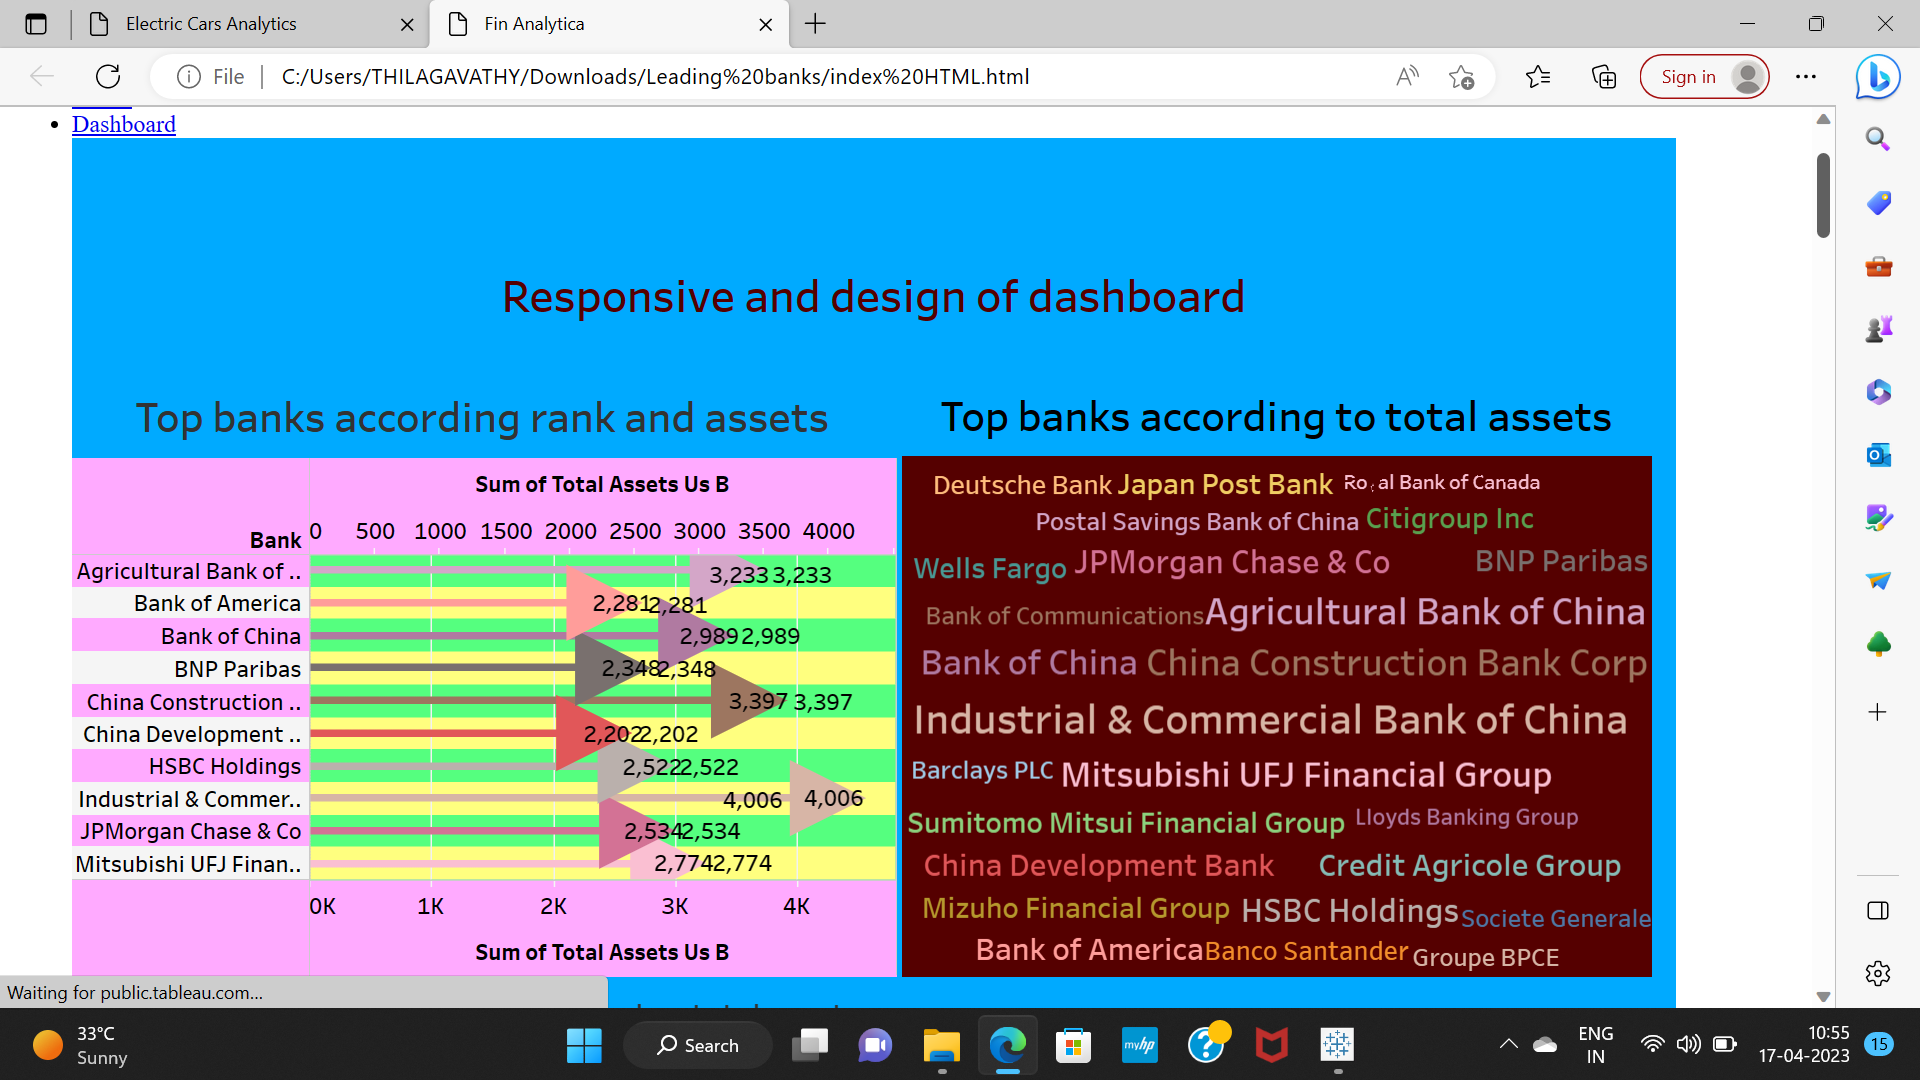 Electric Cars Analytics
Fin Analytica
File
C:/Users/THILAGAVATHY/Downloads/Leading%20banks/index%20HTML.html
Sign in
Dashboard
Responsive and design of dashboard
Top banks according rank and assets
Top banks according to total assets
Sum of Total Assets Us B
Bank 0 500 1000 1500 2000 2500 3000 3500 4000
Agricultural Bank of .. 3,233 3,233
Bank of America 2,281 2,281
Bank of China 2,989 2,989
BNP Paribas 2,348 2,348
China Construction .. 3,397 3,397
China Development .. 2,202 2,202
HSBC Holdings 2,522 2,522
Industrial & Commer.. 4,006 4,006
JPMorgan Chase & Co 2,534 2,534
Mitsubishi UFJ Finan.. 2,774 2,774
0K 1K 2K 3K 4K
Sum of Total Assets Us B
Deutsche Bank Japan Post Bank Royal Bank of Canada
Postal Savings Bank of China Citigroup Inc
Wells Fargo JPMorgan Chase & Co BNP Paribas
Bank of Communications Agricultural Bank of China
Bank of China China Construction Bank Corp
Industrial & Commercial Bank of China
Barclays PLC Mitsubishi UFJ Financial Group
Sumitomo Mitsui Financial Group Lloyds Banking Group
China Development Bank Credit Agricole Group
Mizuho Financial Group HSBC Holdings Societe Generale
Bank of America Banco Santander Groupe BPCE
Waiting for public.tableau.com...
33°C
Sunny
Search
myhp
ENG
IN
10:55
17-04-2023
15